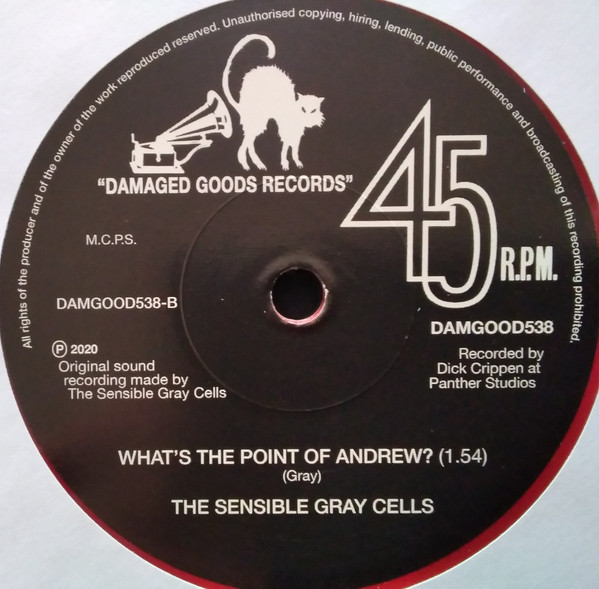 All rights of the producer and of the owner of the work reproduced reserved. Unauthorised copying, hiring, lending, public performance and broadcasting of this recording prohibited.
"DAMAGED GOODS RECORDS"
45
R.P.M.
M.C.P.S.
DAMGOOD538-B
DAMGOOD538
Ⓟ 2020
Original sound
recording made by
The Sensible Gray Cells
Recorded by
Dick Crippen at
Panther Studios
WHAT'S THE POINT OF ANDREW? (1.54)
(Gray)
THE SENSIBLE GRAY CELLS